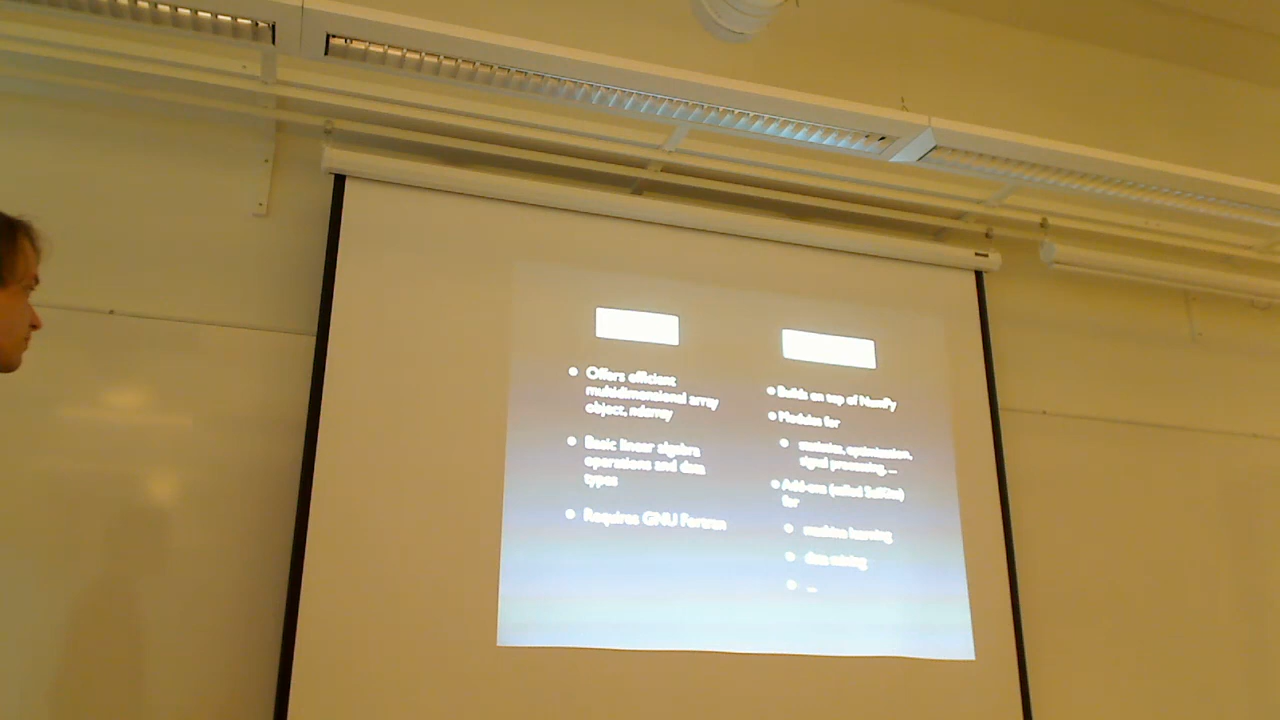 Offers efficient
multidimensional array
object, ndarray
Basic linear algebra
operations and data
types
Requires GNU Fortran
Builds on top of NumPy
Modules for
statistics, optimization,
signal processing, ...
Add-ons (called SciKits)
for
machine learning
data mining
...